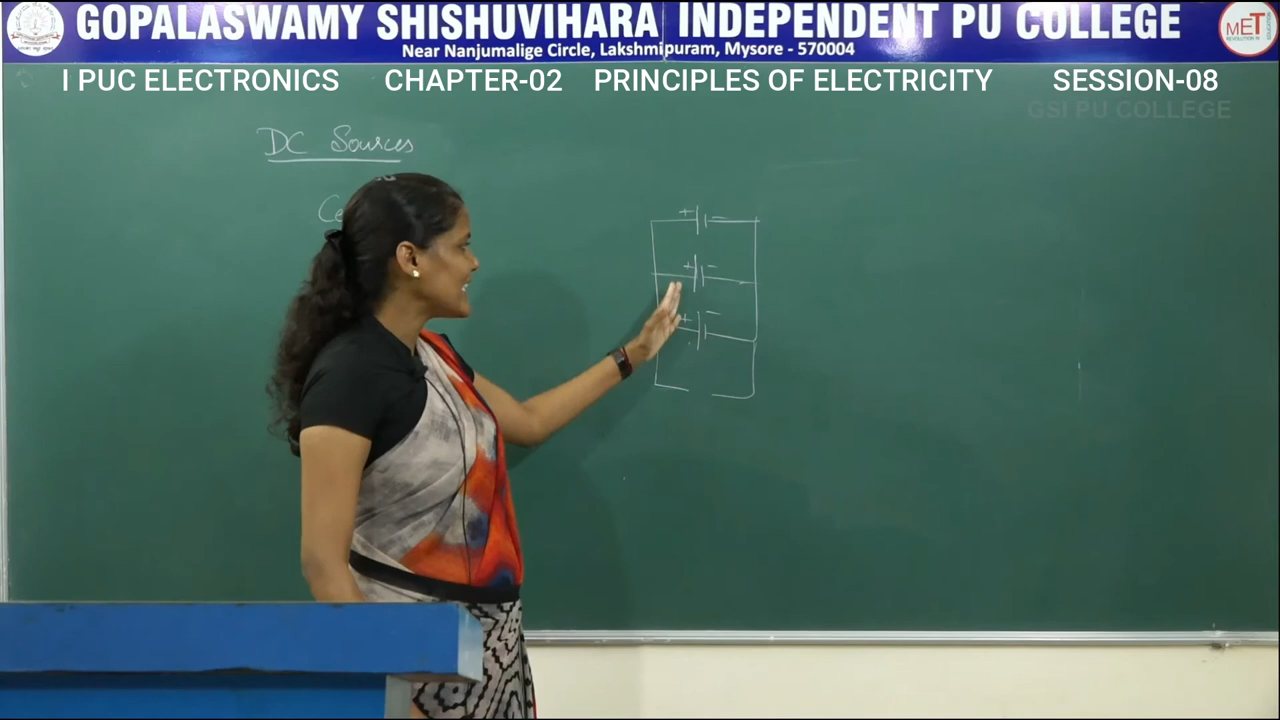 GOPALASWAMY SHISHUVIHARA INDEPENDENT PU COLLEGE
Near Nanjumalige Circle, Lakshmipuram, Mysore - 570004
MET
I PUC ELECTRONICS CHAPTER-02 PRINCIPLES OF ELECTRICITY SESSION-08
GSI PU COLLEGE
DC Sources
+ -
+ -
+ -